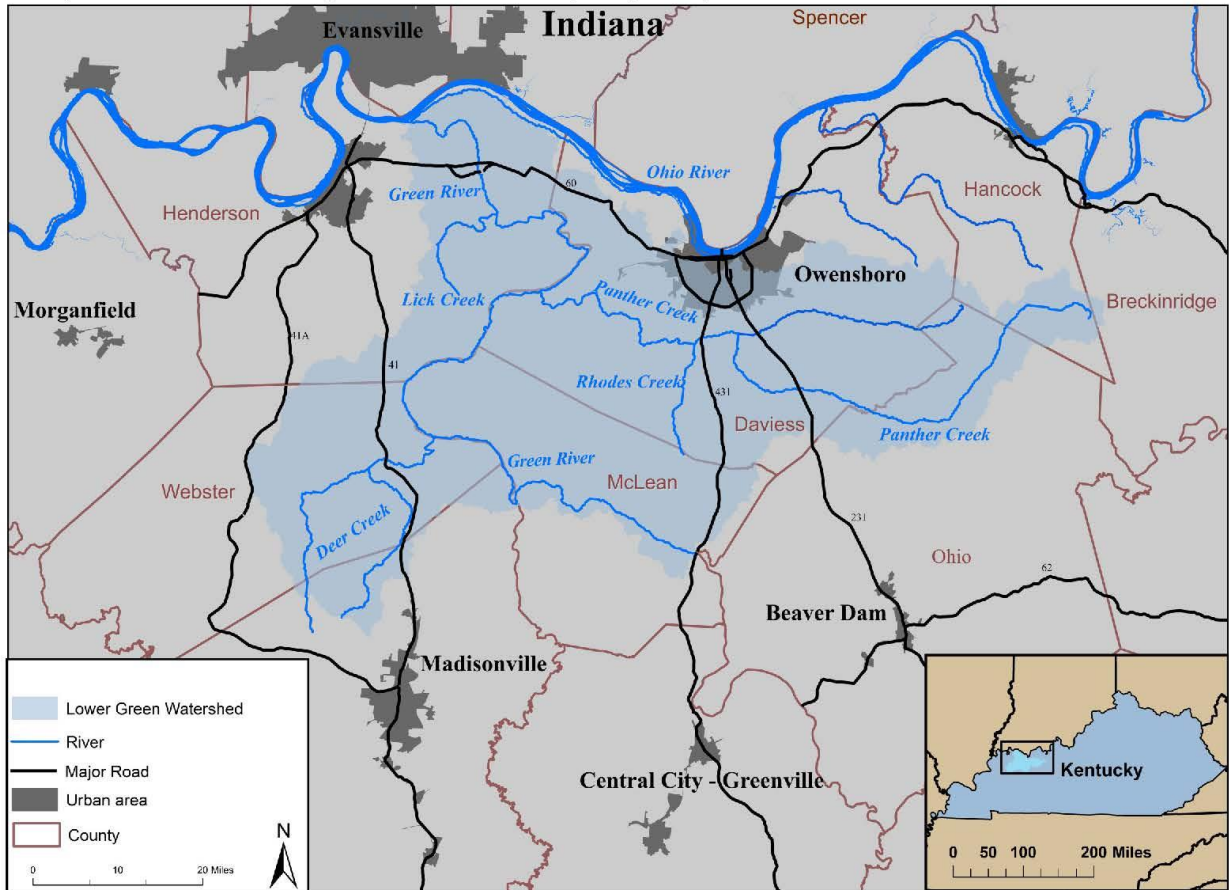 Indiana
Spencer
Evansville
Ohio River
Green River
60
Henderson
Hancock
Owensboro
Lick Creek
Panther Creek
Breckinridge
Morganfield
41A
41
Rhodes Creek
431
Daviess
Panther Creek
Green River
McLean
Webster
Deer Creek
231
Ohio
62
Beaver Dam
Madisonville
Central City - Greenville
Lower Green Watershed
River
Major Road
Urban area
County
N
0 10 20 Miles
Kentucky
0 50 100 200 Miles